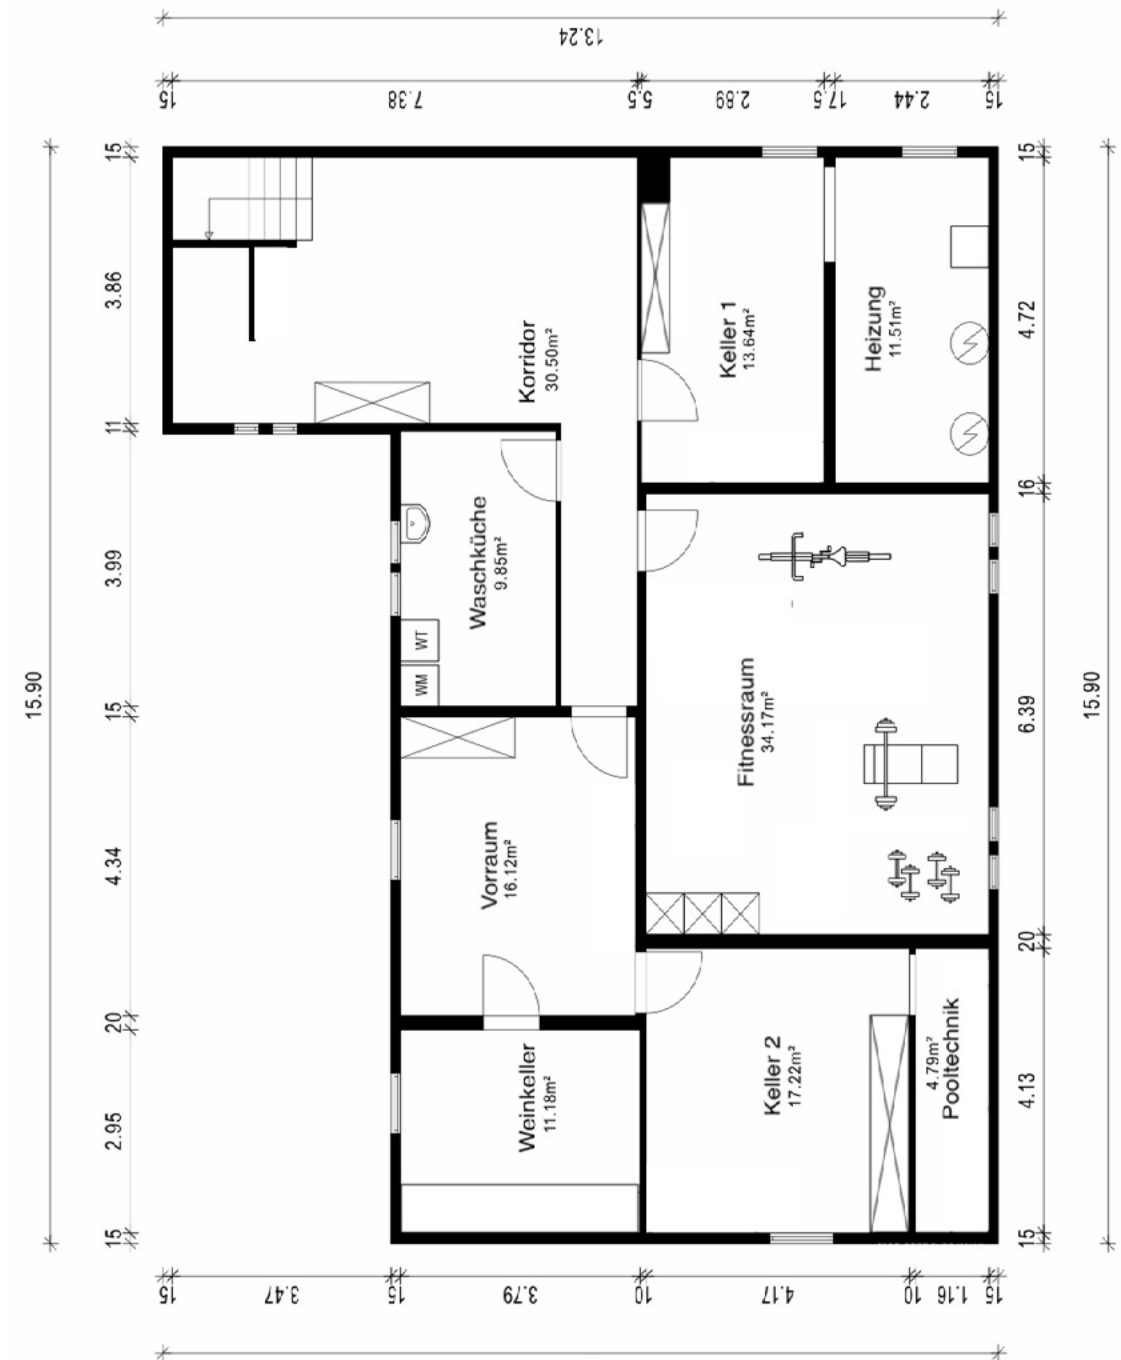 13.24
15
7.38
5.5
2.89
17.5
2.44
15
15
3.86
11
3.99
15
4.34
20
2.95
15
15.90
Korridor
30.50m²
Keller 1
13.64m²
Heizung
11.51m²
Waschküche
9.85m²
WT
WM
Fitnessraum
34.17m²
Vorraum
16.12m²
Weinkeller
11.18m²
Keller 2
17.22m²
4.79m²
Pooltechnik
15
4.72
16
6.39
20
4.13
15
15.90
15
3.47
15
3.79
10
4.17
10
1.16
15